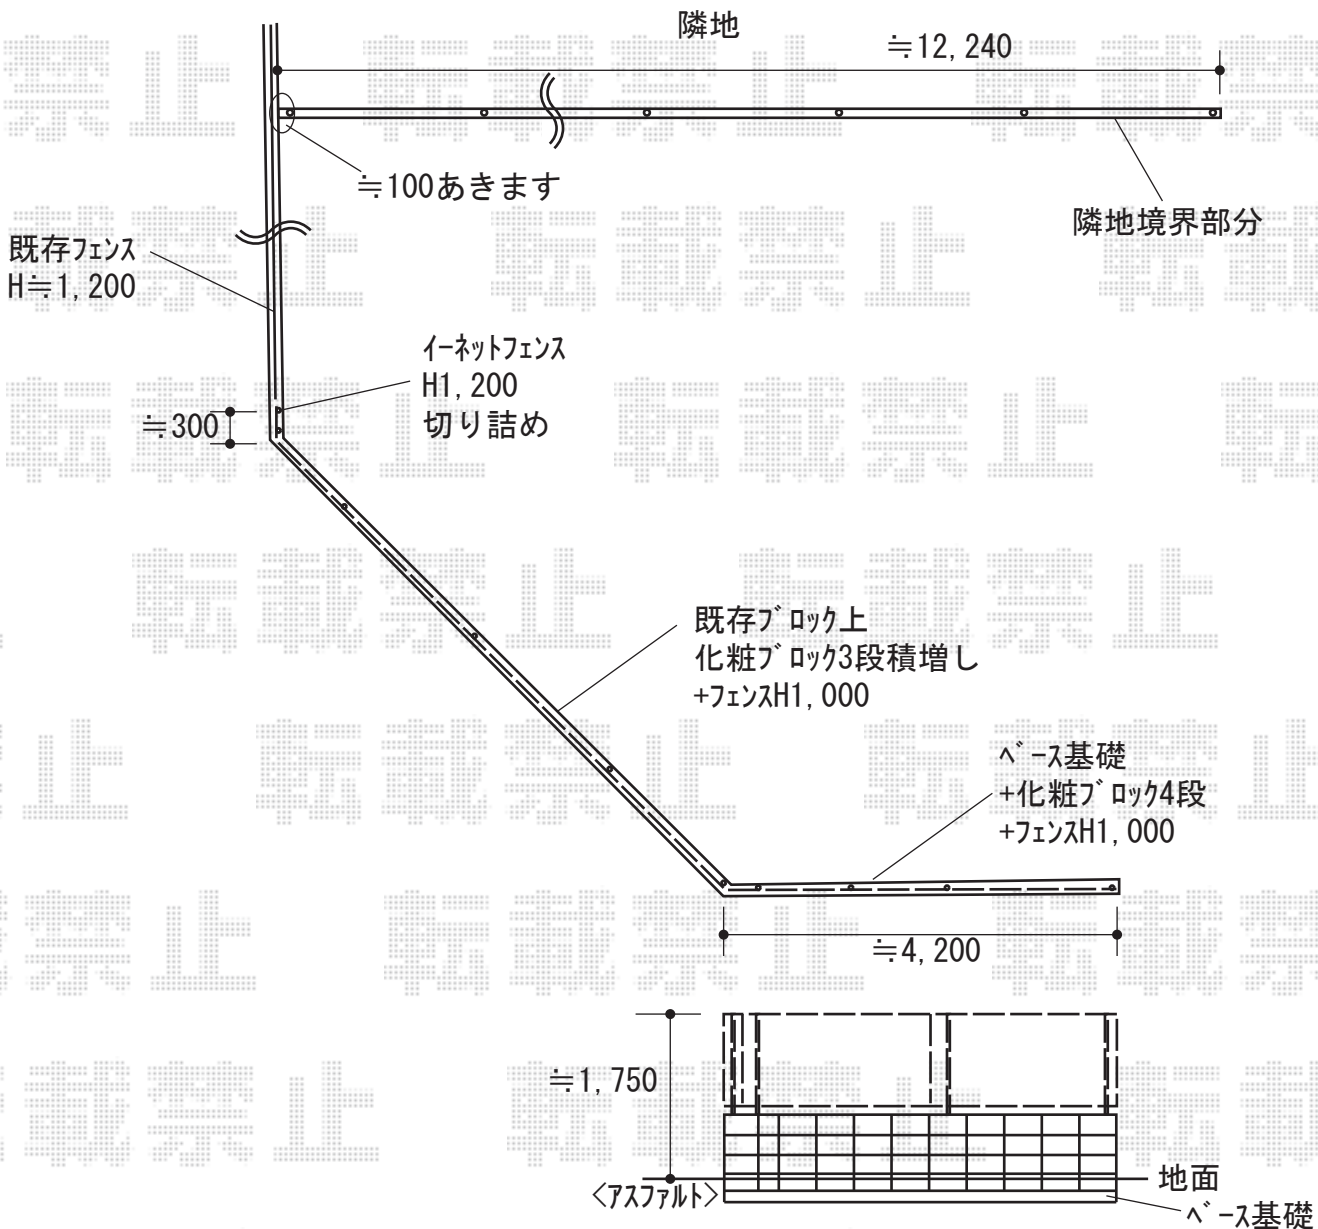 隣地
≒12,240
≒100あきます
隣地境界部分
既存フェンス
H≒1,200
イーネットフェンス
H1,200
切り詰め
≒300
既存ブロック上
化粧ブロック3段積増し
+フェンスH1,000
ベース基礎
+化粧ブロック4段
+フェンスH1,000
≒4,200
≒1,750
地面
〈アスファルト〉
ベース基礎
転載禁止